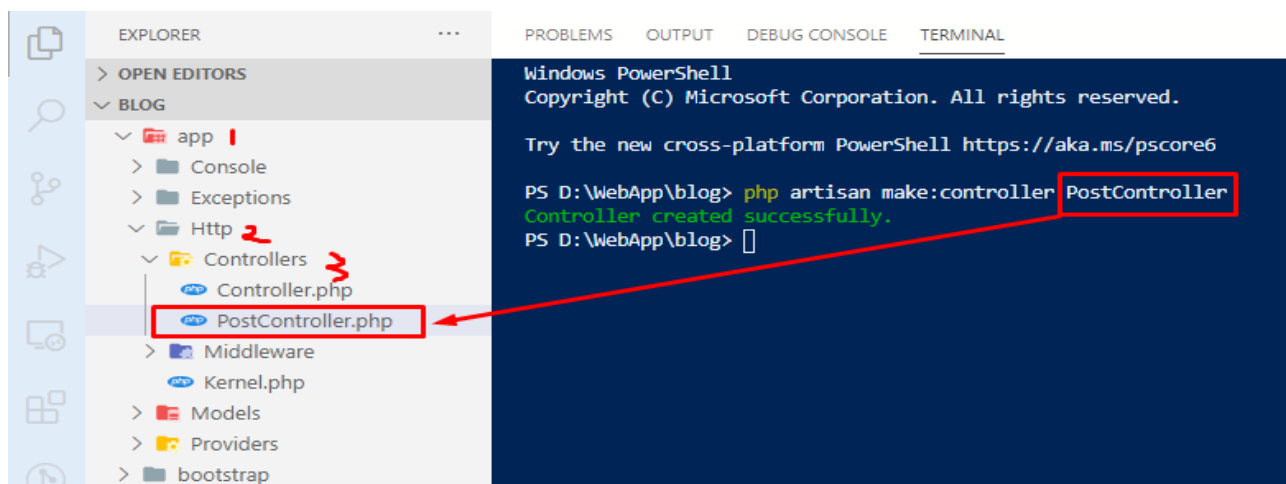 EXPLORER
...
OPEN EDITORS
BLOG
app 1
Console
Exceptions
Http 2
Controllers 3
php Controller.php
php PostController.php
Middleware
php Kernel.php
Models
Providers
bootstrap
PROBLEMS OUTPUT DEBUG CONSOLE TERMINAL
Windows PowerShell
Copyright (C) Microsoft Corporation. All rights reserved.
Try the new cross-platform PowerShell https://aka.ms/pscore6
PS D:\WebApp\blog> php artisan make:controller PostController
Controller created successfully.
PS D:\WebApp\blog>